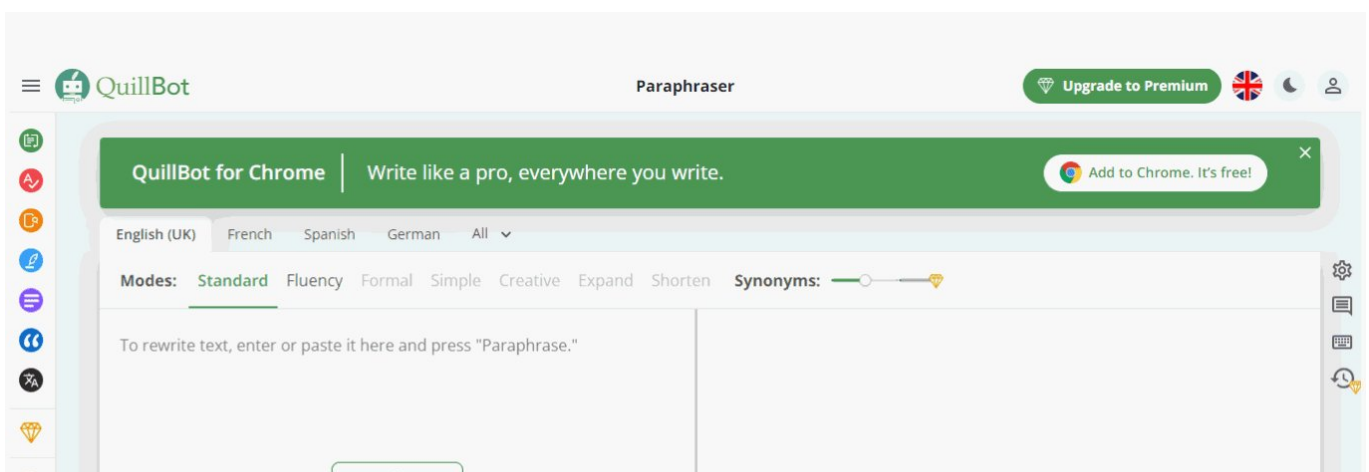 QuillBot
Paraphraser
Upgrade to Premium
QuillBot for Chrome
Write like a pro, everywhere you write.
Add to Chrome. It's free!
English (UK) French Spanish German All
Modes: Standard Fluency Formal Simple Creative Expand Shorten Synonyms:
To rewrite text, enter or paste it here and press "Paraphrase."